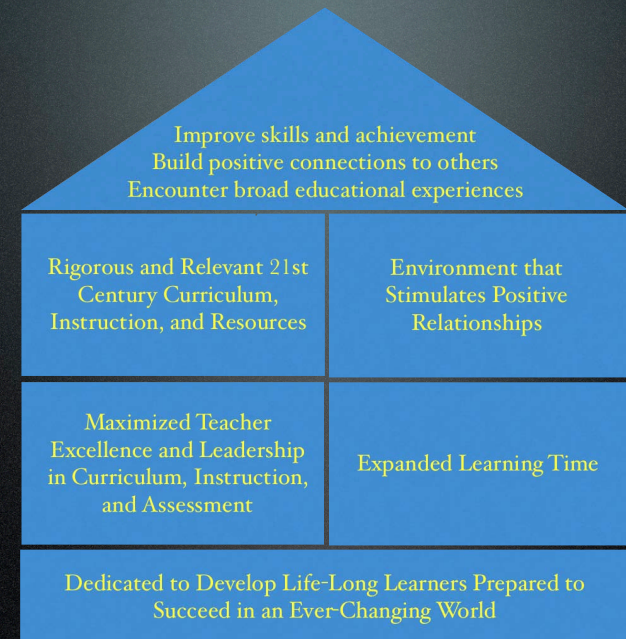 Improve skills and achievement
Build positive connections to others
Encounter broad educational experiences
Rigorous and Relevant 21st
Century Curriculum,
Instruction, and Resources
Environment that
Stimulates Positive
Relationships
Maximized Teacher
Excellence and Leadership
in Curriculum, Instruction,
and Assessment
Expanded Learning Time
Dedicated to Develop Life-Long Learners Prepared to
Succeed in an Ever-Changing World